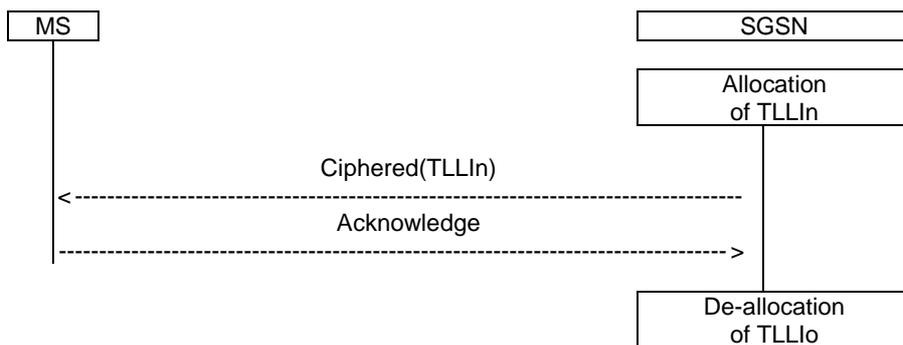 MS
SGSN
Allocation
of TLLIn
Ciphered(TLLIn)
Acknowledge
De-allocation
of TLLIo